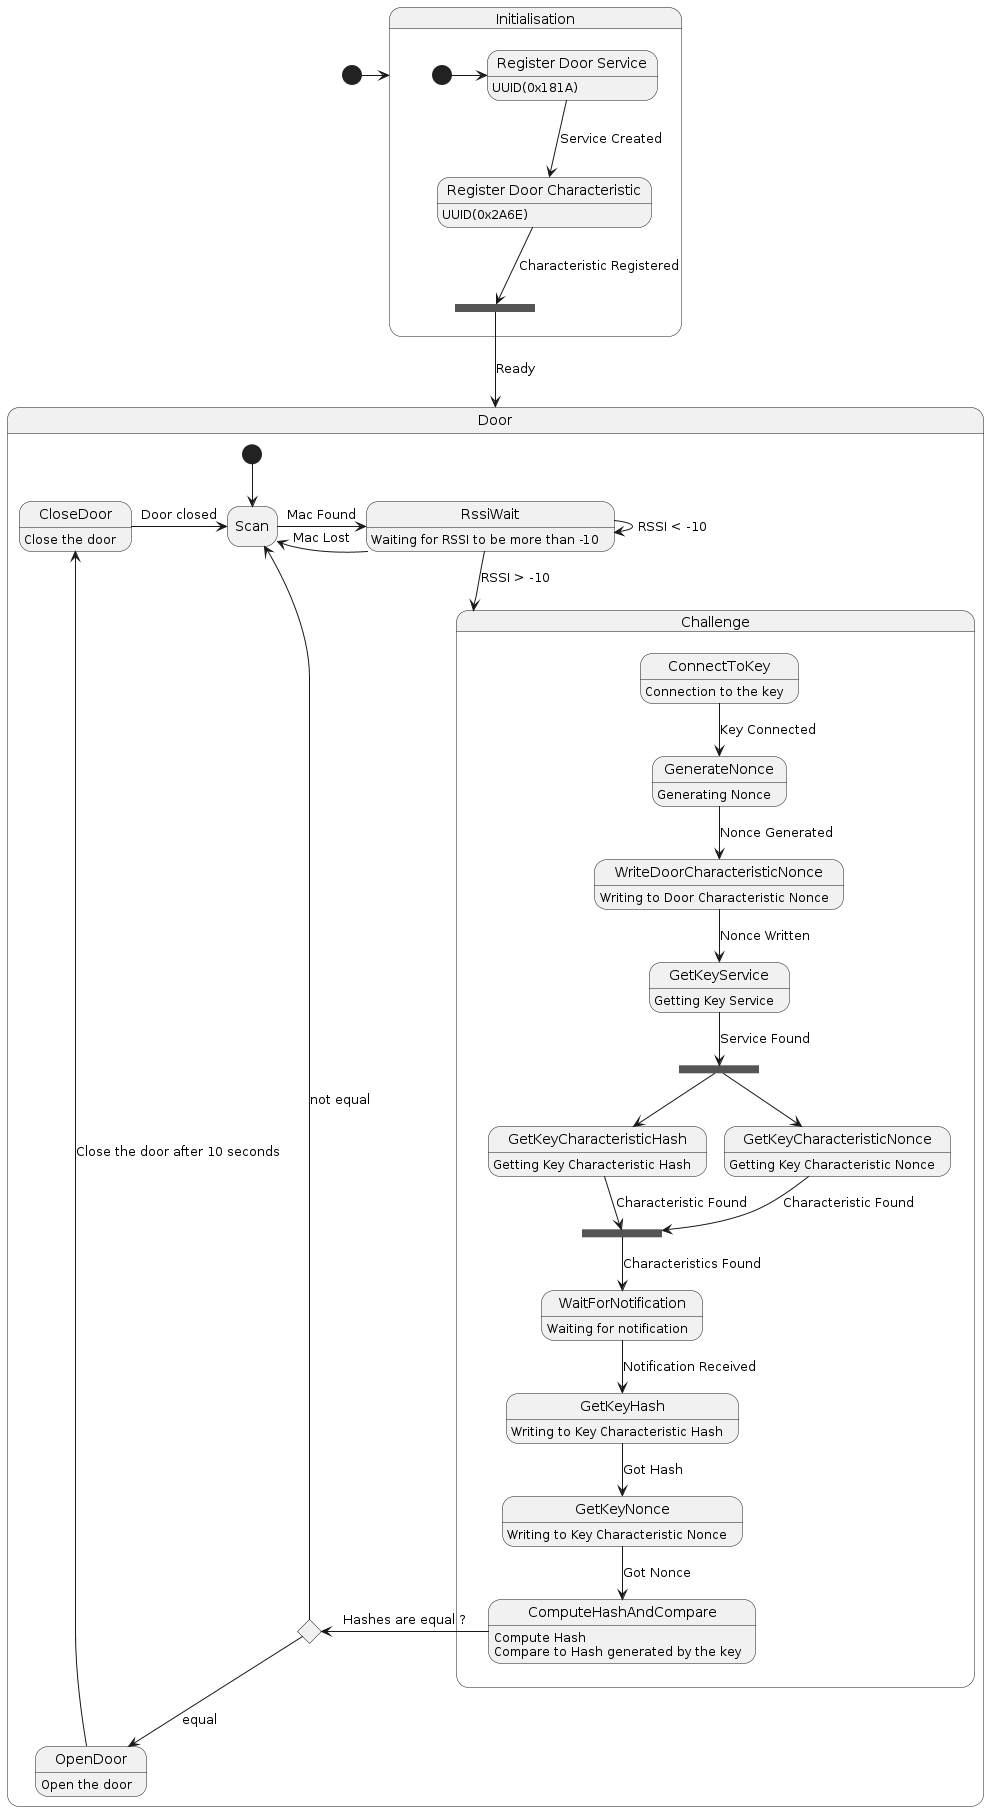 Initialisation
Register Door Service
UUID(0x181A)
Service Created
Register Door Characteristic
UUID(0x2A6E)
Characteristic Registered
Ready
Door
CloseDoor
Close the door
Door closed
Scan
Mac Found
Mac Lost
RssiWait
Waiting for RSSI to be more than -10
RSSI < -10
RSSI > -10
Challenge
ConnectToKey
Connection to the key
Key Connected
GenerateNonce
Generating Nonce
Nonce Generated
WriteDoorCharacteristicNonce
Writing to Door Characteristic Nonce
Nonce Written
GetKeyService
Getting Key Service
Service Found
not equal
Close the door after 10 seconds
GetKeyCharacteristicHash
Getting Key Characteristic Hash
GetKeyCharacteristicNonce
Getting Key Characteristic Nonce
Characteristic Found
Characteristic Found
Characteristics Found
WaitForNotification
Waiting for notification
Notification Received
GetKeyHash
Writing to Key Characteristic Hash
Got Hash
GetKeyNonce
Writing to Key Characteristic Nonce
Got Nonce
Hashes are equal ?
ComputeHashAndCompare
Compute Hash
Compare to Hash generated by the key
equal
OpenDoor
Open the door